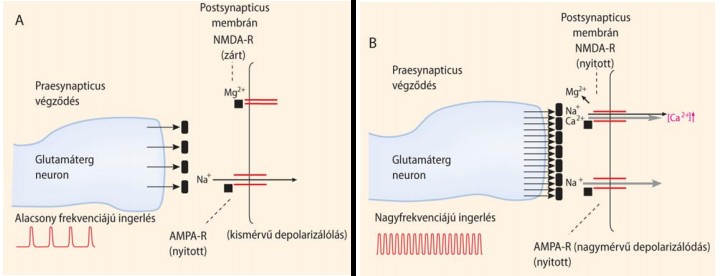 A
Postsynapticus
membrán
NMDA-R
(zárt)
Mg2+
Praesynapticus
végződés
Glutamáterg
neuron
Na+
Alacsony frekvenciájú ingerlés
AMPA-R
(nyitott)
(kismérvű depolarizálólás)
B
Postsynapticus
membrán
NMDA-R
(nyitott)
Mg2+
Praesynapticus
végződés
Na+
Ca2+
[Ca2+]↑
Glutamáterg
neuron
Na+
Nagyfrekvenciájú ingerlés
AMPA-R (nagymérvű depolarizálódás)
(nyitott)